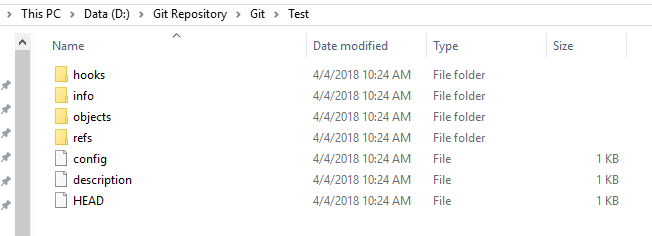 This PC > Data (D:) > Git Repository > Git > Test
Name Date modified Type Size
hooks 4/4/2018 10:24 AM File folder
info 4/4/2018 10:24 AM File folder
objects 4/4/2018 10:24 AM File folder
refs 4/4/2018 10:24 AM File folder
config 4/4/2018 10:24 AM File 1 KB
description 4/4/2018 10:24 AM File 1 KB
HEAD 4/4/2018 10:24 AM File 1 KB